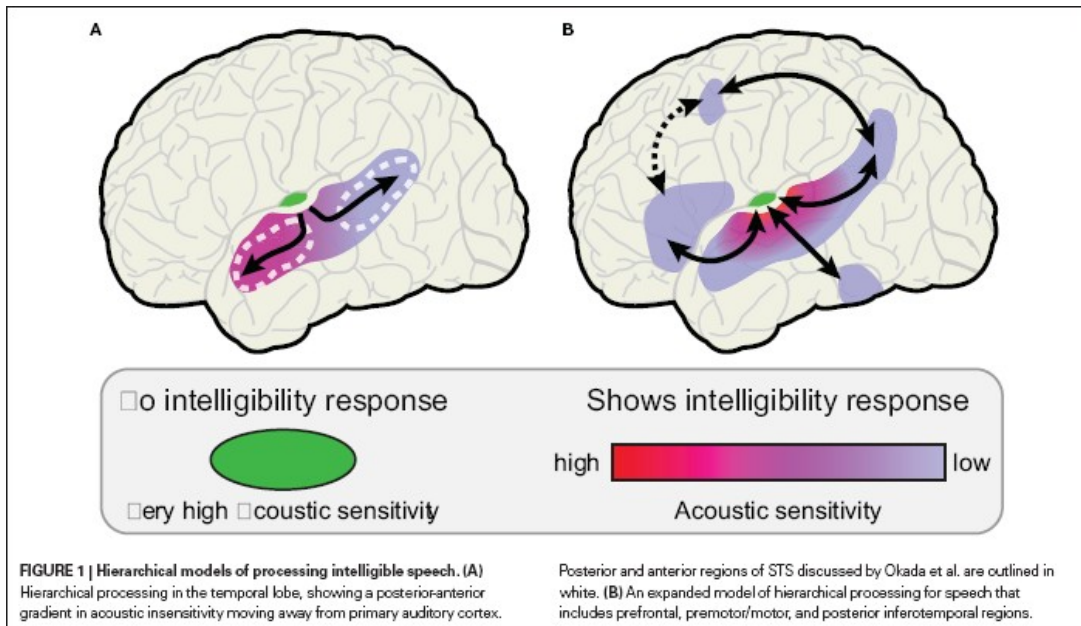 A
B
□o intelligibility response
Shows intelligibility response
high
low
□ery high □coustic sensitivity
Acoustic sensitivity
FIGURE 1 | Hierarchical models of processing intelligible speech. (A)
Hierarchical processing in the temporal lobe, showing a posterior-anterior
gradient in acoustic insensitivity moving away from primary auditory cortex.
Posterior and anterior regions of STS discussed by Okada et al. are outlined in
white. (B) An expanded model of hierarchical processing for speech that
includes prefrontal, premotor/motor, and posterior inferotemporal regions.